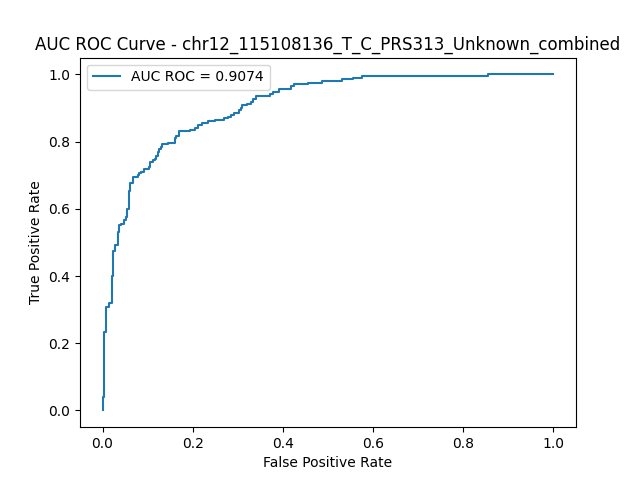 AUC ROC Curve - chr12_115108136_T_C_PRS313_Unknown_combined
AUC ROC = 0.9074
1.0
0.8
0.6
0.4
0.2
0.0
True Positive Rate
0.0 0.2 0.4 0.6 0.8 1.0
False Positive Rate